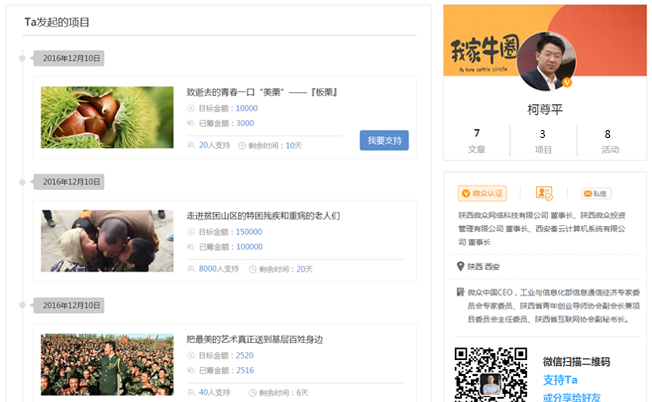 Ta发起的项目
2016年12月10日
致逝去的青春一口“美栗”——『板栗』
目标金额：10000
已筹金额：3000
20人支持 剩余时间：10天
我要支持
2016年12月10日
走进贫困山区的特困残疾和重病的老人们
目标金额：150000
已筹金额：100000
8000人支持 剩余时间：20天
2016年12月10日
把最美的艺术真正送到基层百姓身边
目标金额：2520
已筹金额：2516
40人支持 剩余时间：6天
我家牛圈
柯尊平
7 3 8
文章 项目 活动
微众认证 私信
陕西微众网络科技有限公司 董事长、陕西微众投资
管理有限公司 董事长、西安秦云计算机系统有限公
司 董事长
陕西 西安
微众中国CEO，工业与信息化部信息通信经济专家委
员会专家委员、陕西省青年创业导师协会副会长兼项
目委员会主任委员、陕西省互联网协会副秘书长。
微信扫描二维码
支持Ta
或分享给好友